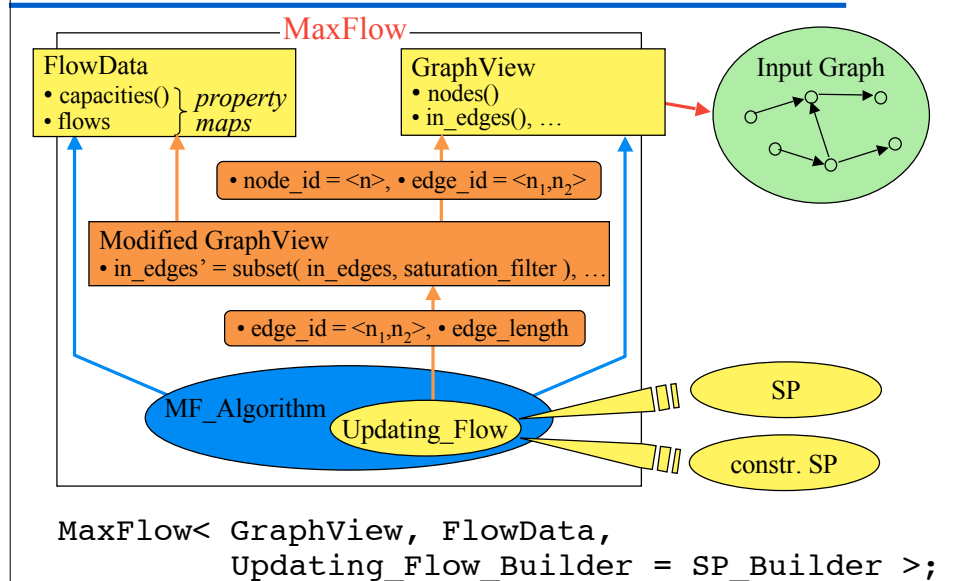 MaxFlow
FlowData
• capacities()
• flows
property
maps
GraphView
• nodes()
• in_edges(), …
Input Graph
• node_id = <n>, • edge_id = <n₁,n₂>
Modified GraphView
• in_edges’ = subset( in_edges, saturation_filter ), …
• edge_id = <n₁,n₂>, • edge_length
MF_Algorithm
Updating_Flow
SP
constr. SP
MaxFlow< GraphView, FlowData,
Updating_Flow_Builder = SP_Builder >;